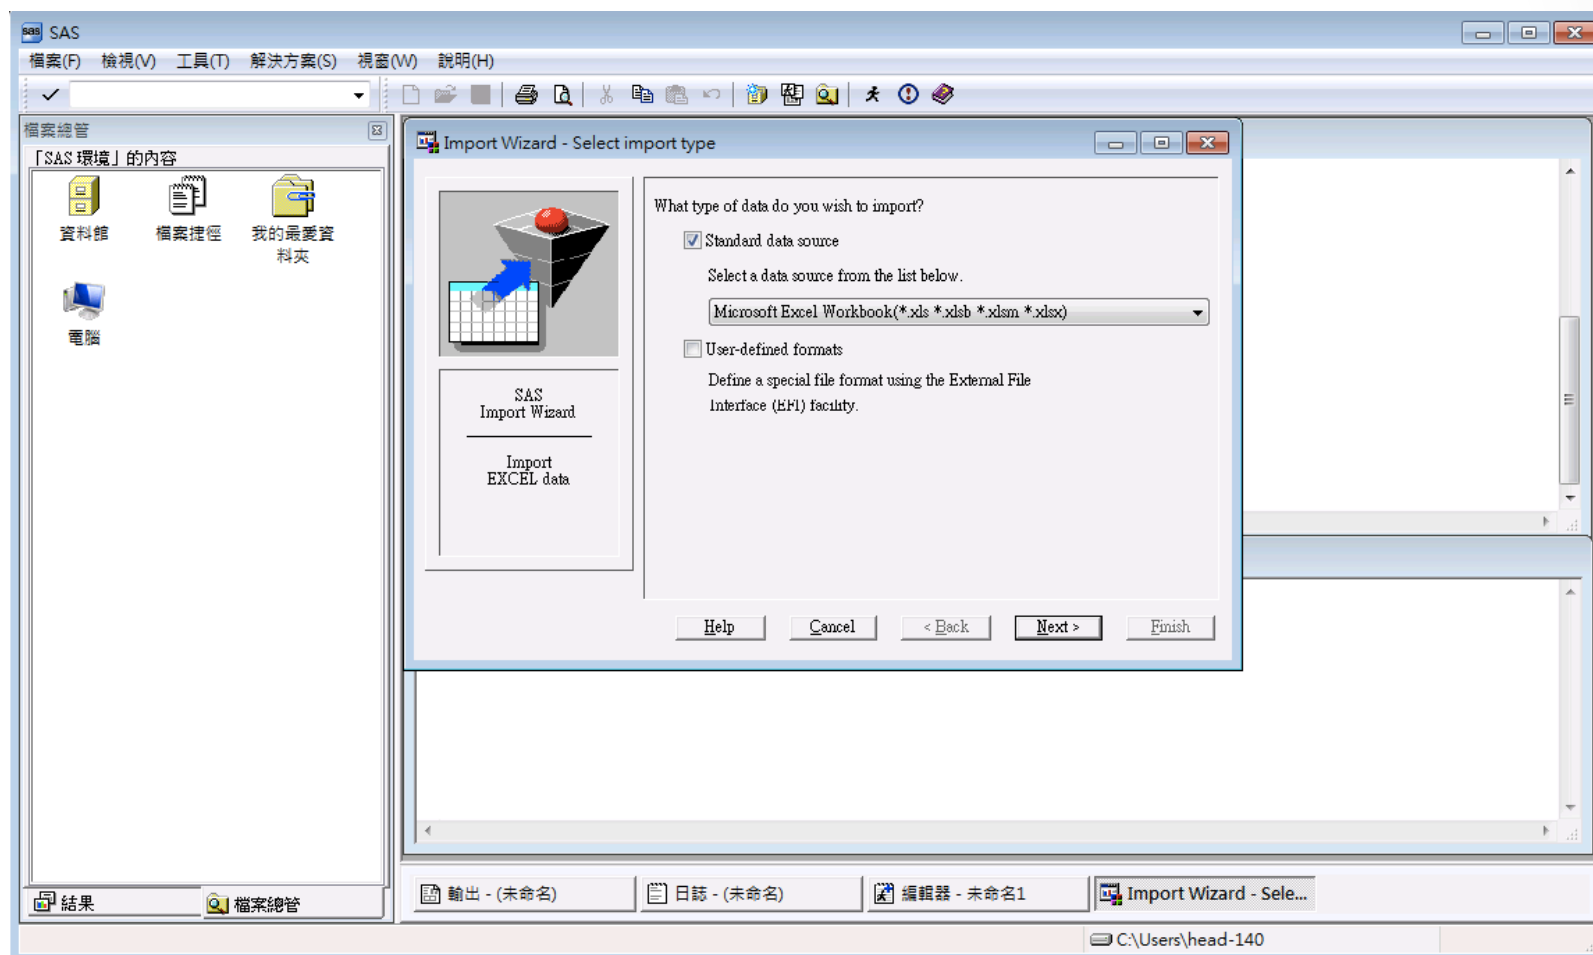 SAS
檔案(F) 檢視(V) 工具(T) 解決方案(S) 視窗(W) 說明(H)
檔案總管
「SAS 環境」的內容
資料館
檔案捷徑
我的最愛資
料夾
電腦
Import Wizard - Select import type
What type of data do you wish to import?
Standard data source
Select a data source from the list below.
Microsoft Excel Workbook(*.xls *.xlsb *.xlsm *.xlsx)
User-defined formats
Define a special file format using the External File
Interface (EFI) facility.
SAS
Import Wizard
Import
EXCEL data
Help
Cancel
< Back
Next >
Finish
結果
檔案總管
輸出 - (未命名)
日誌 - (未命名)
編輯器 - 未命名1
Import Wizard - Sele...
C:\Users\head-140